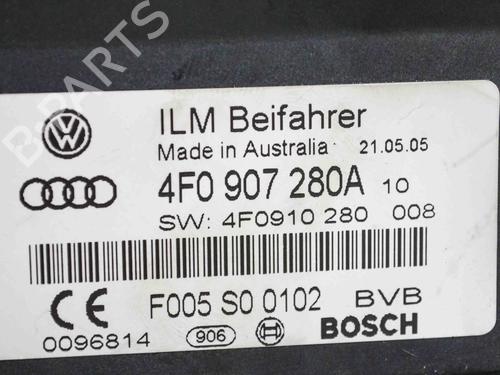 B-PARTS
ILM Beifahrer
Made in Australia 21.05.05
4F0 907 280A 10
SW: 4F0910 280 008
F005 S0 0102 BVB
0096814 906 BOSCH